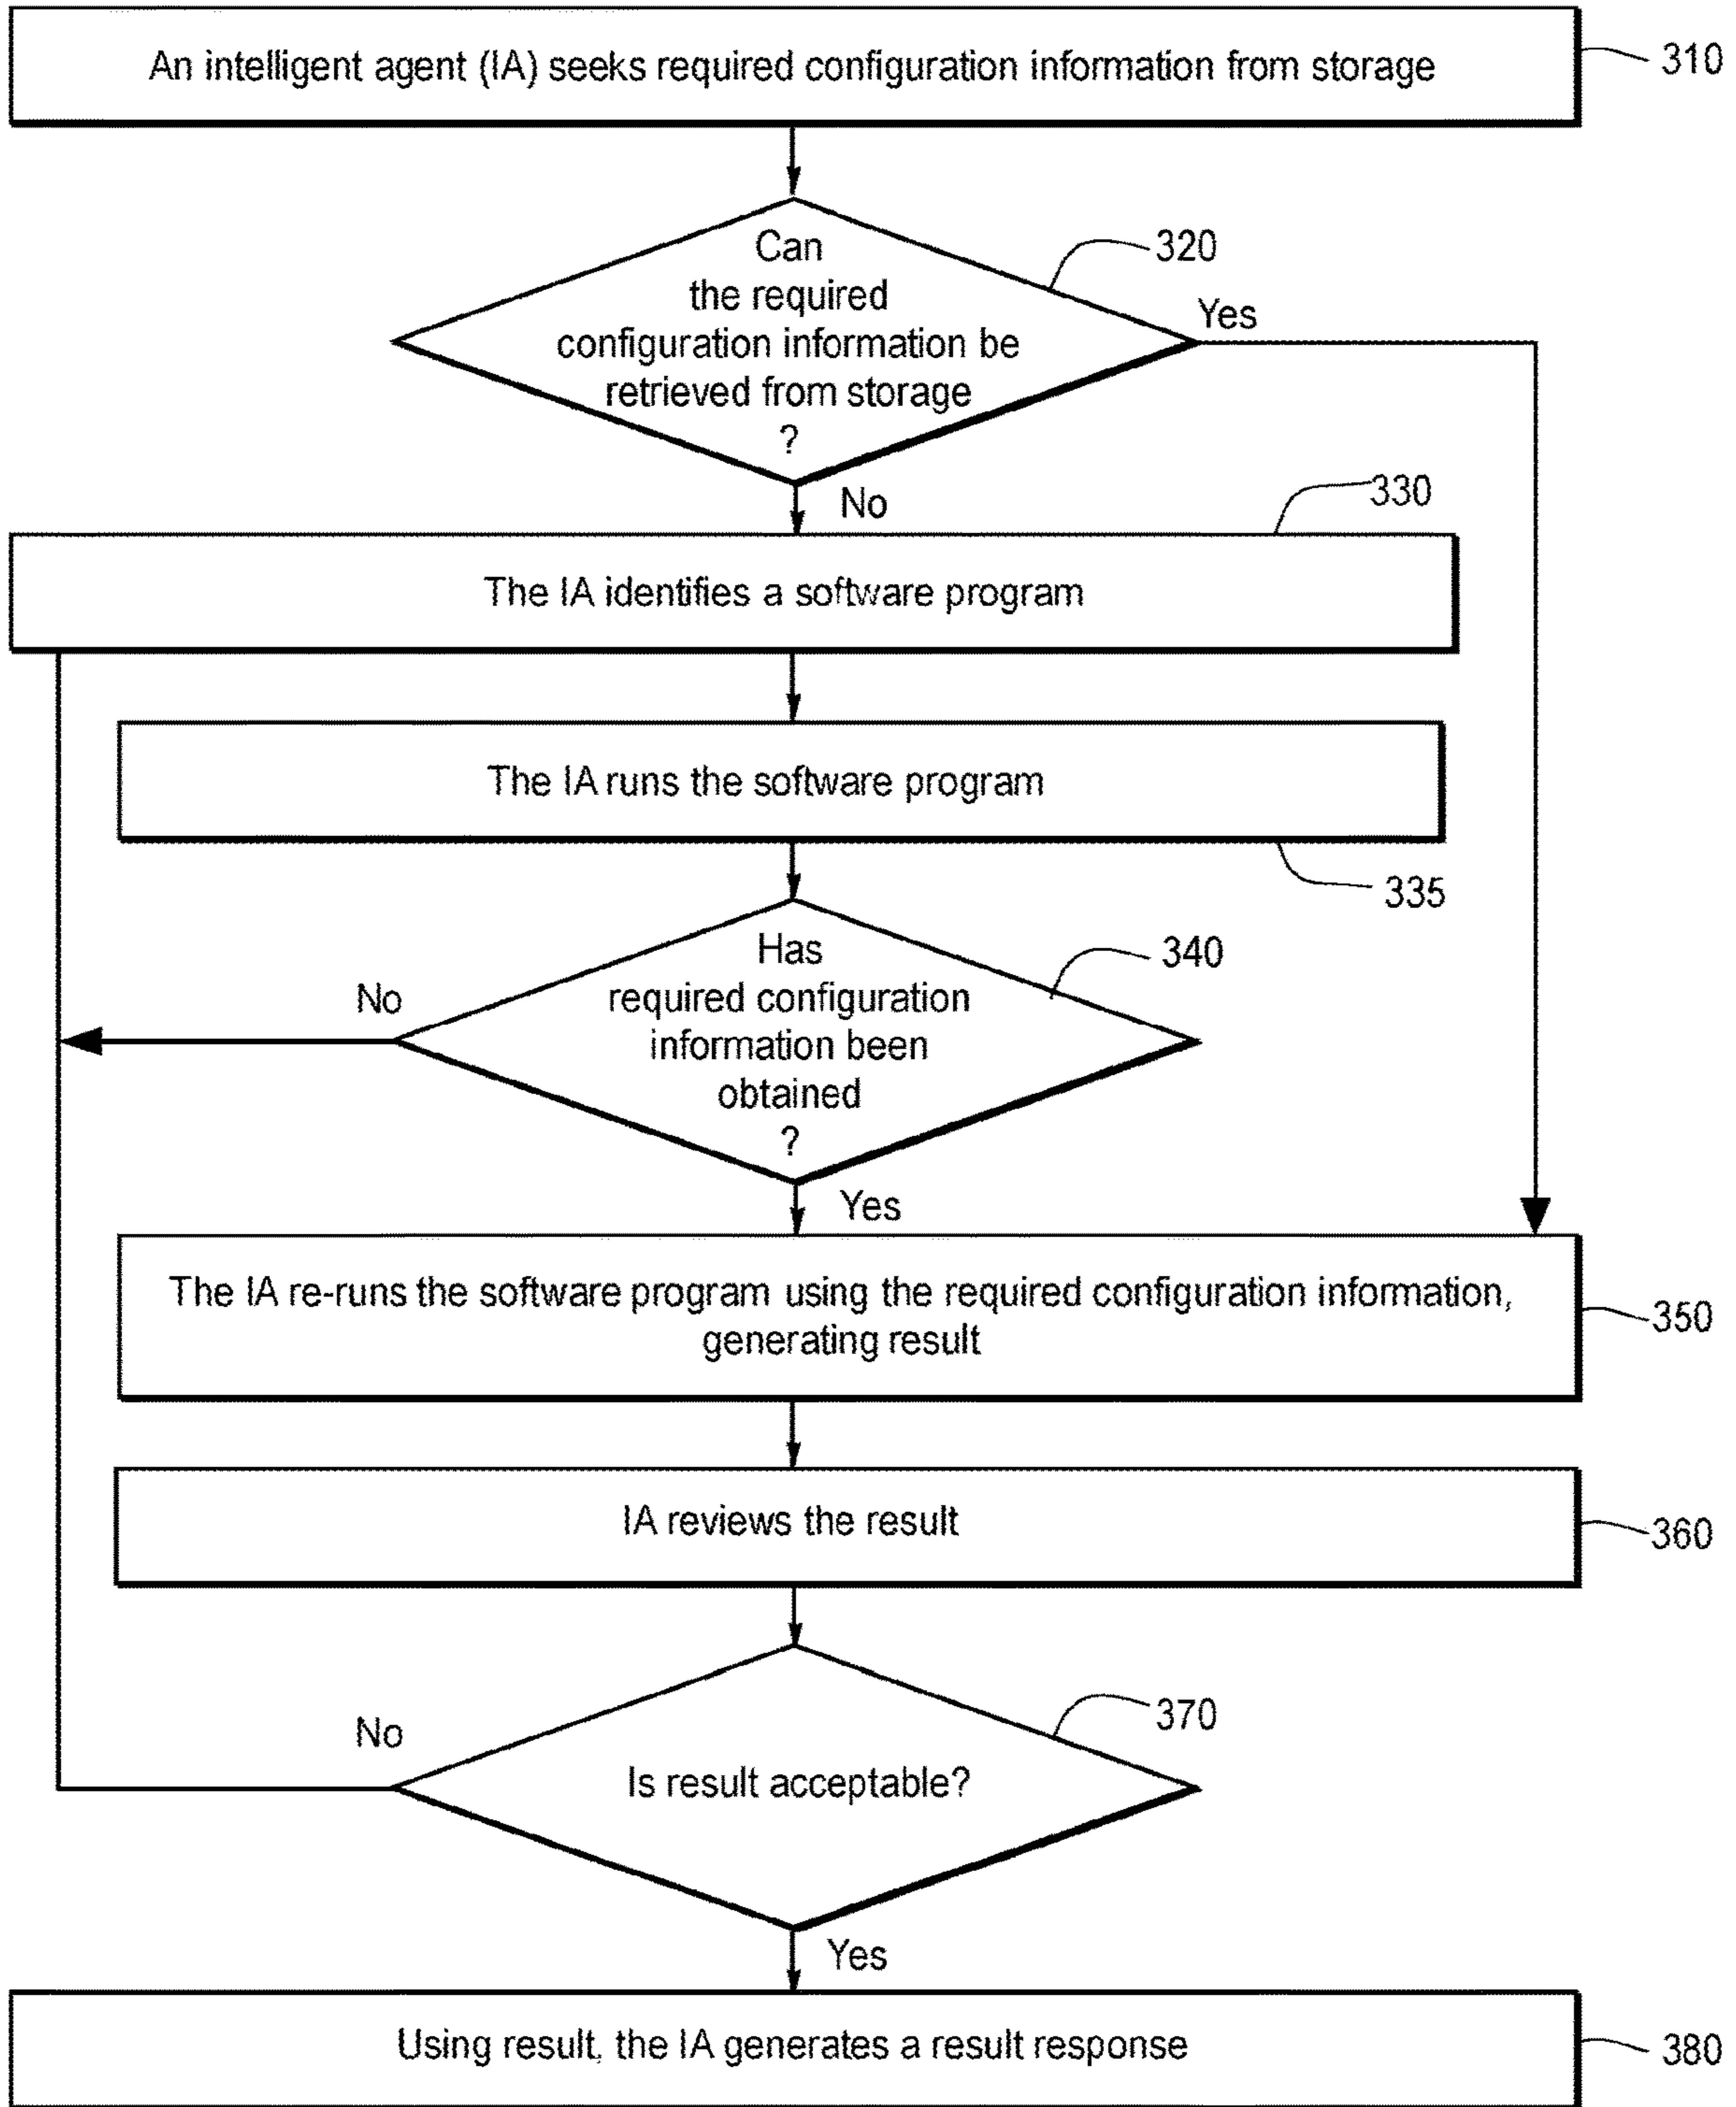 An intelligent agent (IA) seeks required configuration information from storage
310
Can
the required
configuration information be
retrieved from storage
?
320
Yes
No
330
The IA identifies a software program
The IA runs the software program
335
Has
required configuration
information been
obtained
?
340
No
Yes
The IA re-runs the software program using the required configuration information,
generating result
350
IA reviews the result
360
Is result acceptable?
370
No
Yes
Using result, the IA generates a result response
380